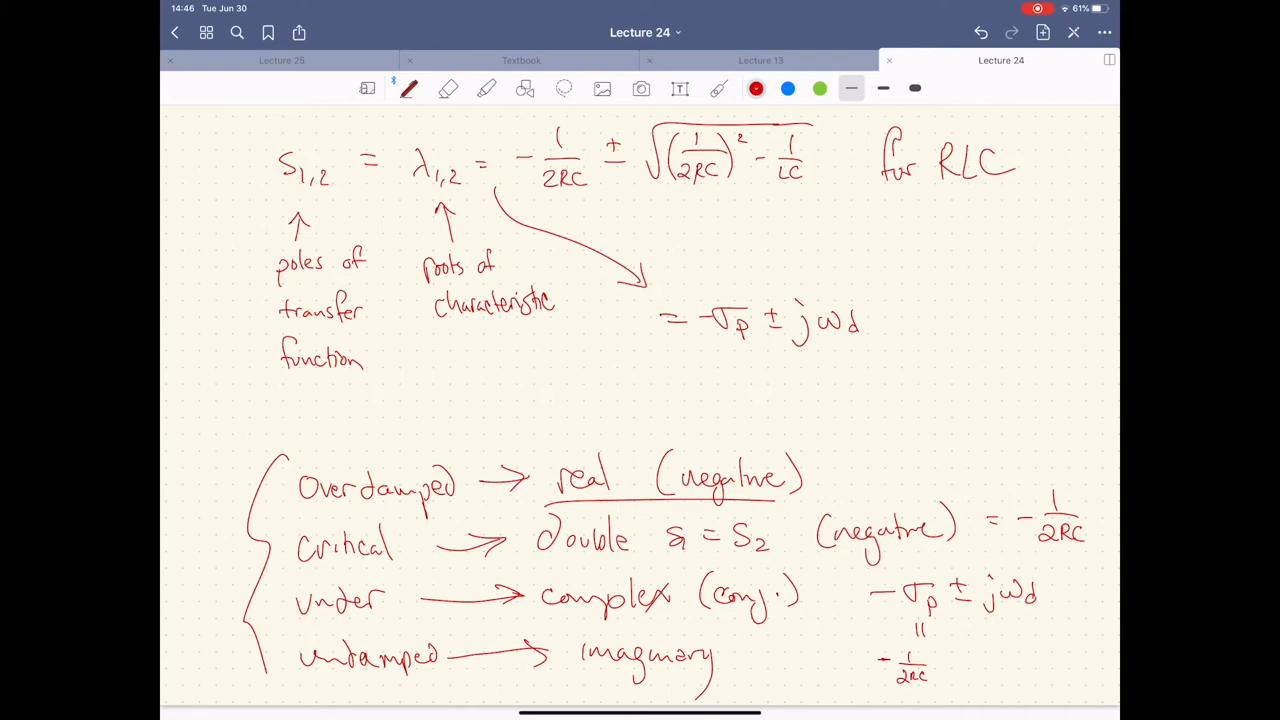 14:46 Tue Jun 30
61%
Lecture 24
Lecture 25
Textbook
Lecture 13
Lecture 24
S1,2 = λ1,2 = - 1/2RC ± √((1/2RC)² - 1/LC) for RLC
poles of transfer function
roots of characteristic
= -σp ± jωd
Overdamped → real (negative)
Critical → double s1 = s2 (negative) = - 1/2RC
under → complex (conj.) -σp ± jωd
=
- 1/2RC
undamped → imaginary